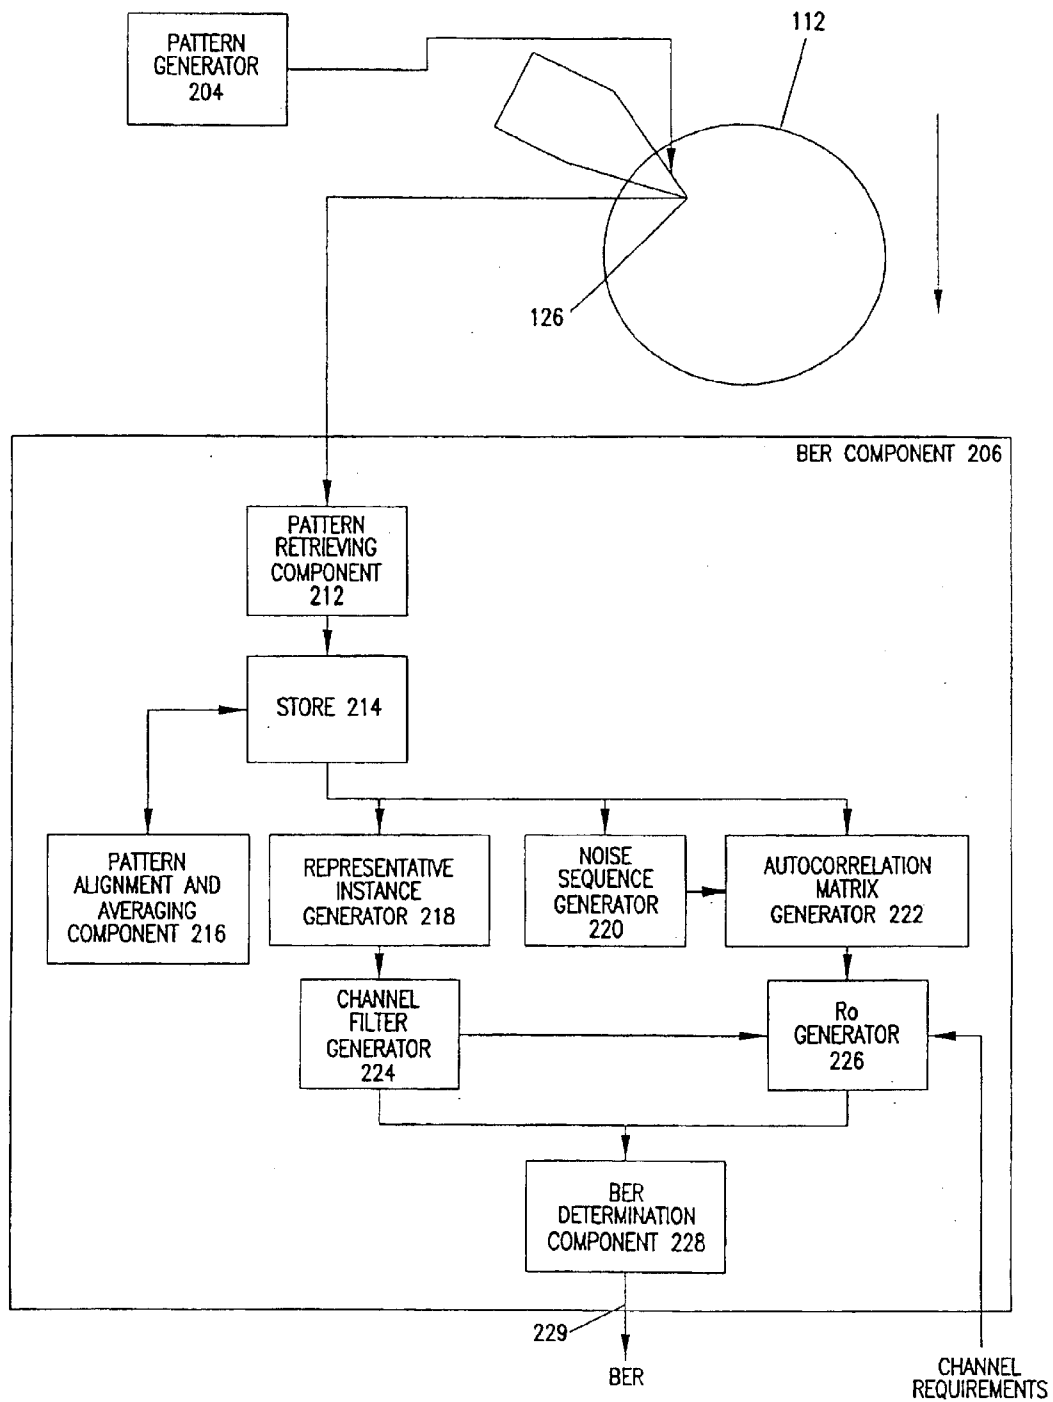 PATTERN
GENERATOR
204
112
126
BER COMPONENT 206
PATTERN
RETRIEVING
COMPONENT
212
STORE 214
PATTERN
ALIGNMENT AND
AVERAGING
COMPONENT 216
REPRESENTATIVE
INSTANCE
GENERATOR 218
NOISE
SEQUENCE
GENERATOR
220
AUTOCORRELATION
MATRIX
GENERATOR 222
CHANNEL
FILTER
GENERATOR
224
Ro
GENERATOR
226
BER
DETERMINATION
COMPONENT 228
229
BER
CHANNEL
REQUIREMENTS